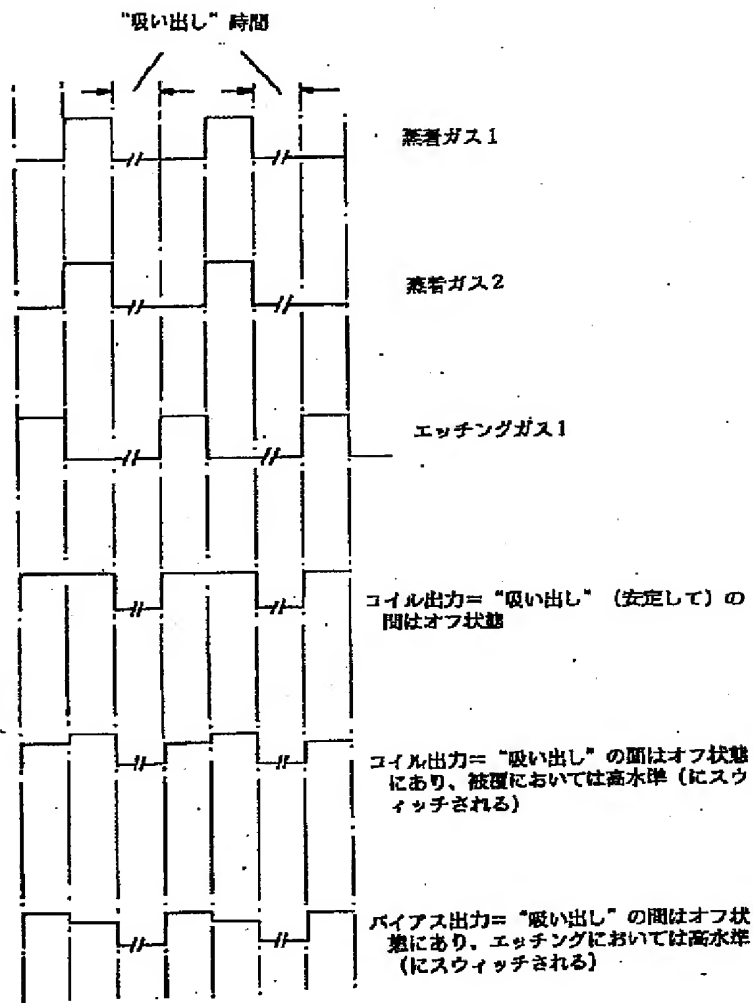 “吸い出し” 時間
蒸着ガス1
蒸着ガス2
エッチングガス1
コイル出力＝“吸い出し” （安定して）の
間はオフ状態
コイル出力＝“吸い出し” の間はオフ状態
にあり、被覆においては高水準（にスウ
ィッチされる）
バイアス出力＝“吸い出し” の間はオフ状
態にあり、エッチングにおいては高水準
（にスウィッチされる）